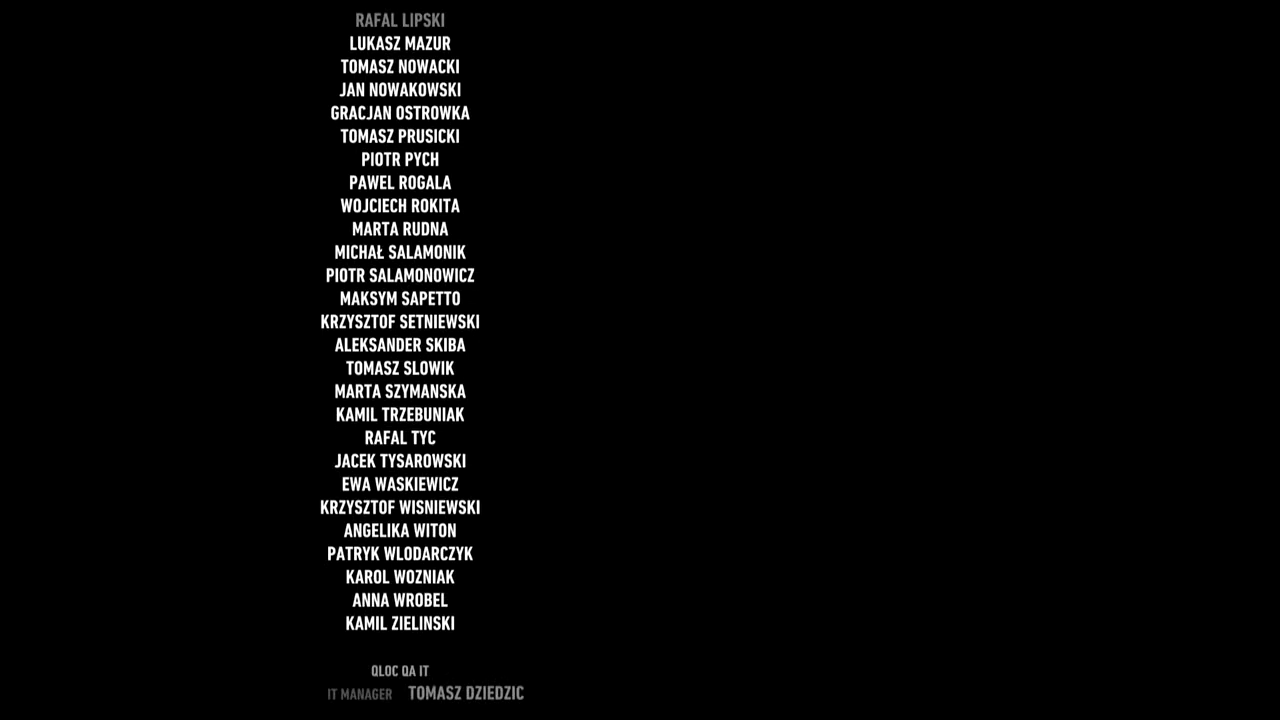 RAFAL LIPSKI
LUKASZ MAZUR
TOMASZ NOWACKI
JAN NOWAKOWSKI
GRACJAN OSTROWKA
TOMASZ PRUSICKI
PIOTR PYCH
PAWEL ROGALA
WOJCIECH ROKITA
MARTA RUDNA
MICHAŁ SALAMONIK
PIOTR SALAMONOWICZ
MAKSYM SAPETTO
KRZYSZTOF SETNIEWSKI
ALEKSANDER SKIBA
TOMASZ SLOWIK
MARTA SZYMANSKA
KAMIL TRZEBUNIAK
RAFAL TYC
JACEK TYSAROWSKI
EWA WASKIEWICZ
KRZYSZTOF WISNIEWSKI
ANGELIKA WITON
PATRYK WLODARCZYK
KAROL WOZNIAK
ANNA WROBEL
KAMIL ZIELINSKI
QLOC QA IT
IT MANAGER TOMASZ DZIEDZIC